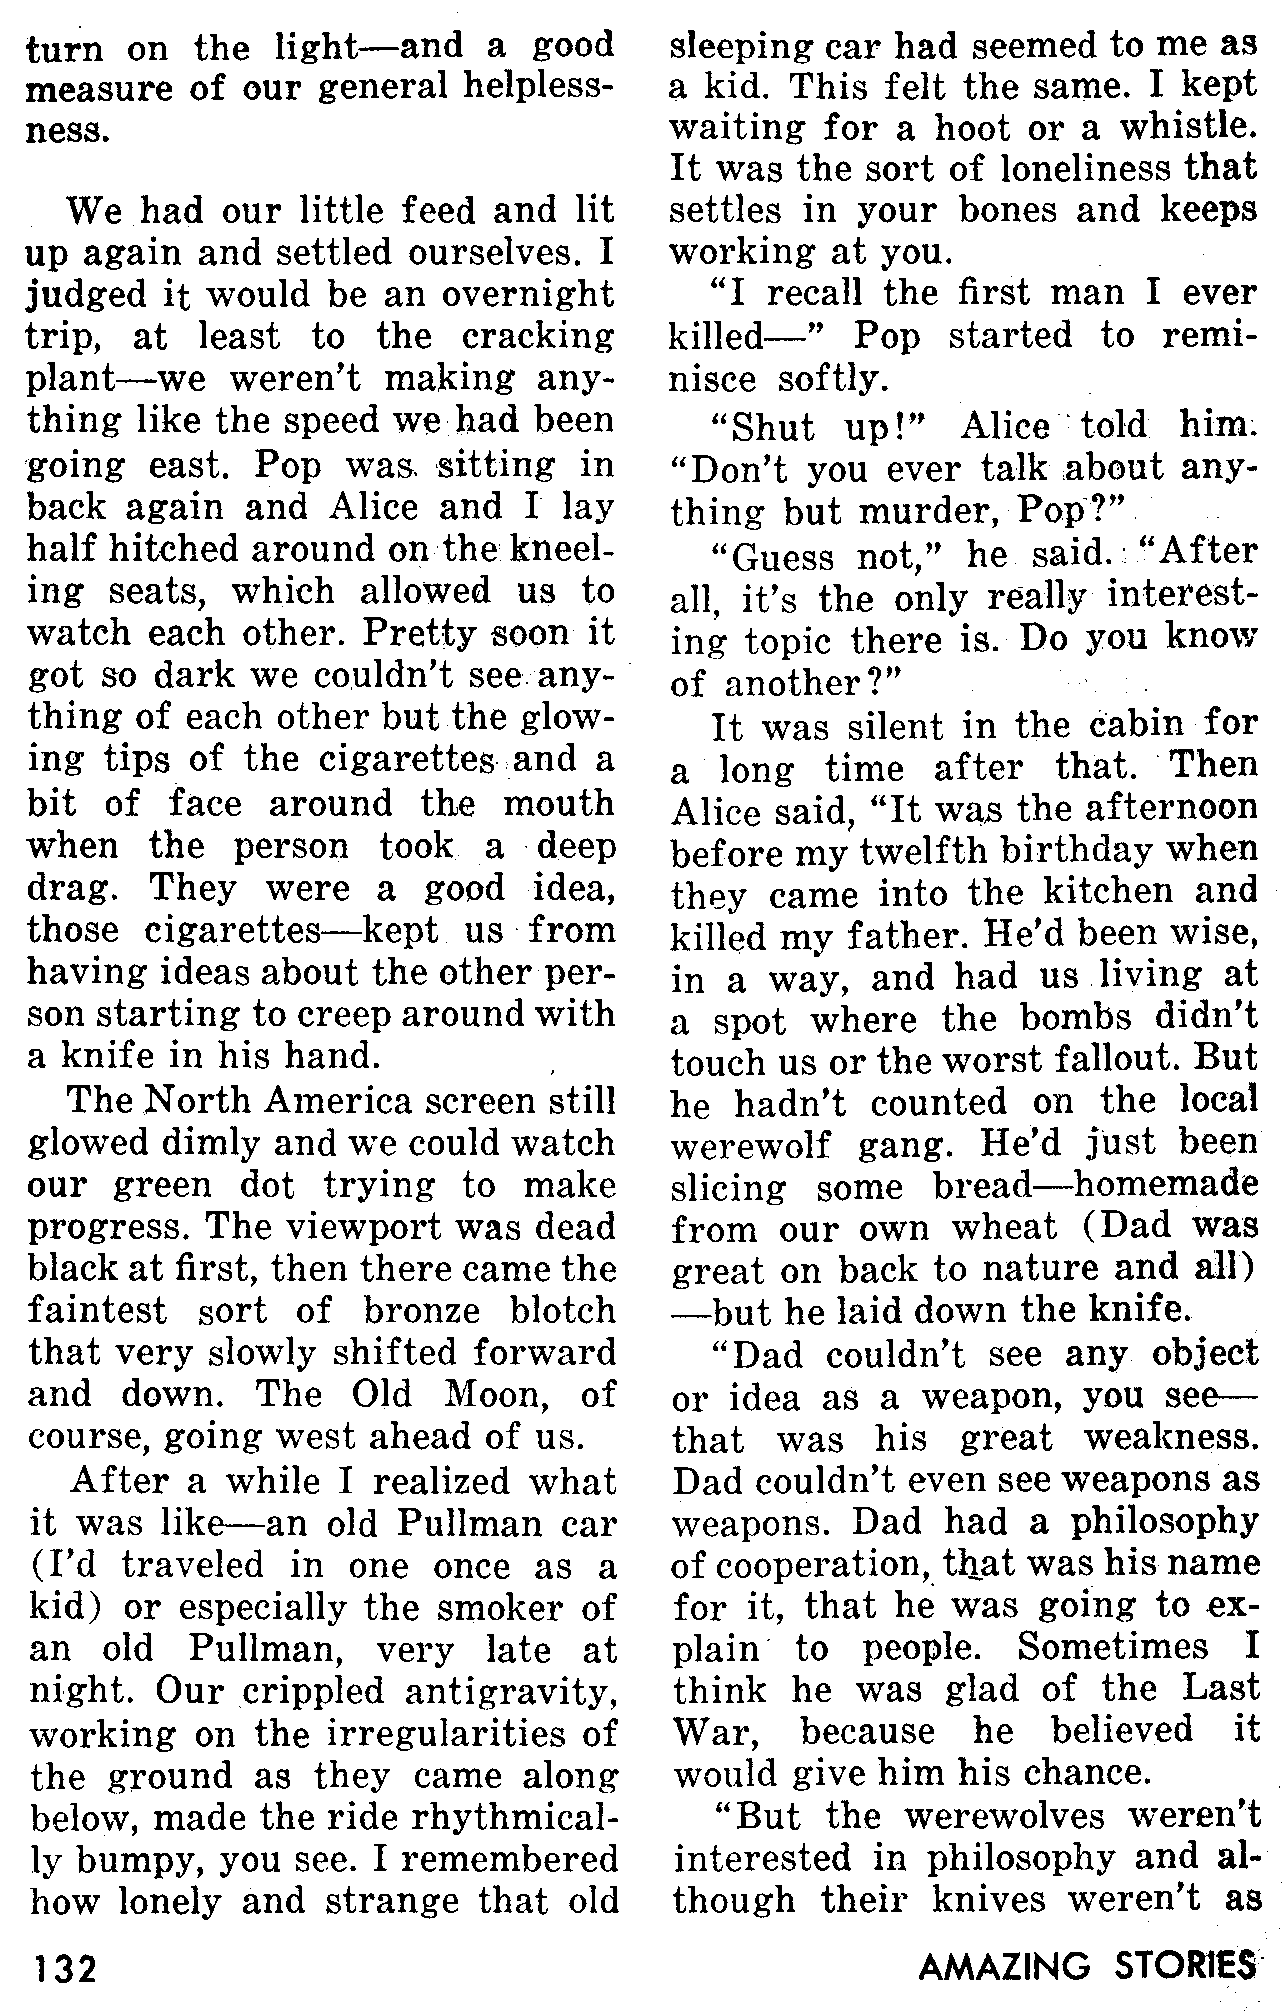 turn on the light—and a good
measure of our general helpless-
ness.
We had our little feed and lit
up again and settled ourselves. I
judged it would be an overnight
trip, at least to the cracking
plant—we weren't making any-
thing like the speed we had been
going east. Pop was sitting in
back again and Alice and I lay
half hitched around on the kneel-
ing seats, which allowed us to
watch each other. Pretty soon it
got so dark we couldn't see any-
thing of each other but the glow-
ing tips of the cigarettes and a
bit of face around the mouth
when the person took a deep
drag. They were a good idea,
those cigarettes—kept us from
having ideas about the other per-
son starting to creep around with
a knife in his hand.
The North America screen still
glowed dimly and we could watch
our green dot trying to make
progress. The viewport was dead
black at first, then there came the
faintest sort of bronze blotch
that very slowly shifted forward
and down. The Old Moon, of
course, going west ahead of us.
After a while I realized what
it was like—an old Pullman car
(I'd traveled in one once as a
kid) or especially the smoker of
an old Pullman, very late at
night. Our crippled antigravity,
working on the irregularities of
the ground as they came along
below, made the ride rhythmical-
ly bumpy, you see. I remembered
how lonely and strange that old
sleeping car had seemed to me as
a kid. This felt the same. I kept
waiting for a hoot or a whistle.
It was the sort of loneliness that
settles in your bones and keeps
working at you.
"I recall the first man I ever
killed—" Pop started to remi-
nisce softly.
"Shut up!" Alice told him.
"Don't you ever talk about any-
thing but murder, Pop?"
"Guess not," he said. "After
all, it's the only really interest-
ing topic there is. Do you know
of another?"
It was silent in the cabin for
a long time after that. Then
Alice said, "It was the afternoon
before my twelfth birthday when
they came into the kitchen and
killed my father. He'd been wise,
in a way, and had us living at
a spot where the bombs didn't
touch us or the worst fallout. But
he hadn't counted on the local
werewolf gang. He'd just been
slicing some bread—homemade
from our own wheat (Dad was
great on back to nature and all)
—but he laid down the knife.
"Dad couldn't see any object
or idea as a weapon, you see—
that was his great weakness.
Dad couldn't even see weapons as
weapons. Dad had a philosophy
of cooperation, that was his name
for it, that he was going to ex-
plain to people. Sometimes I
think he was glad of the Last
War, because he believed it
would give him his chance.
"But the werewolves weren't
interested in philosophy and al-
though their knives weren't as
132
AMAZING STORIES